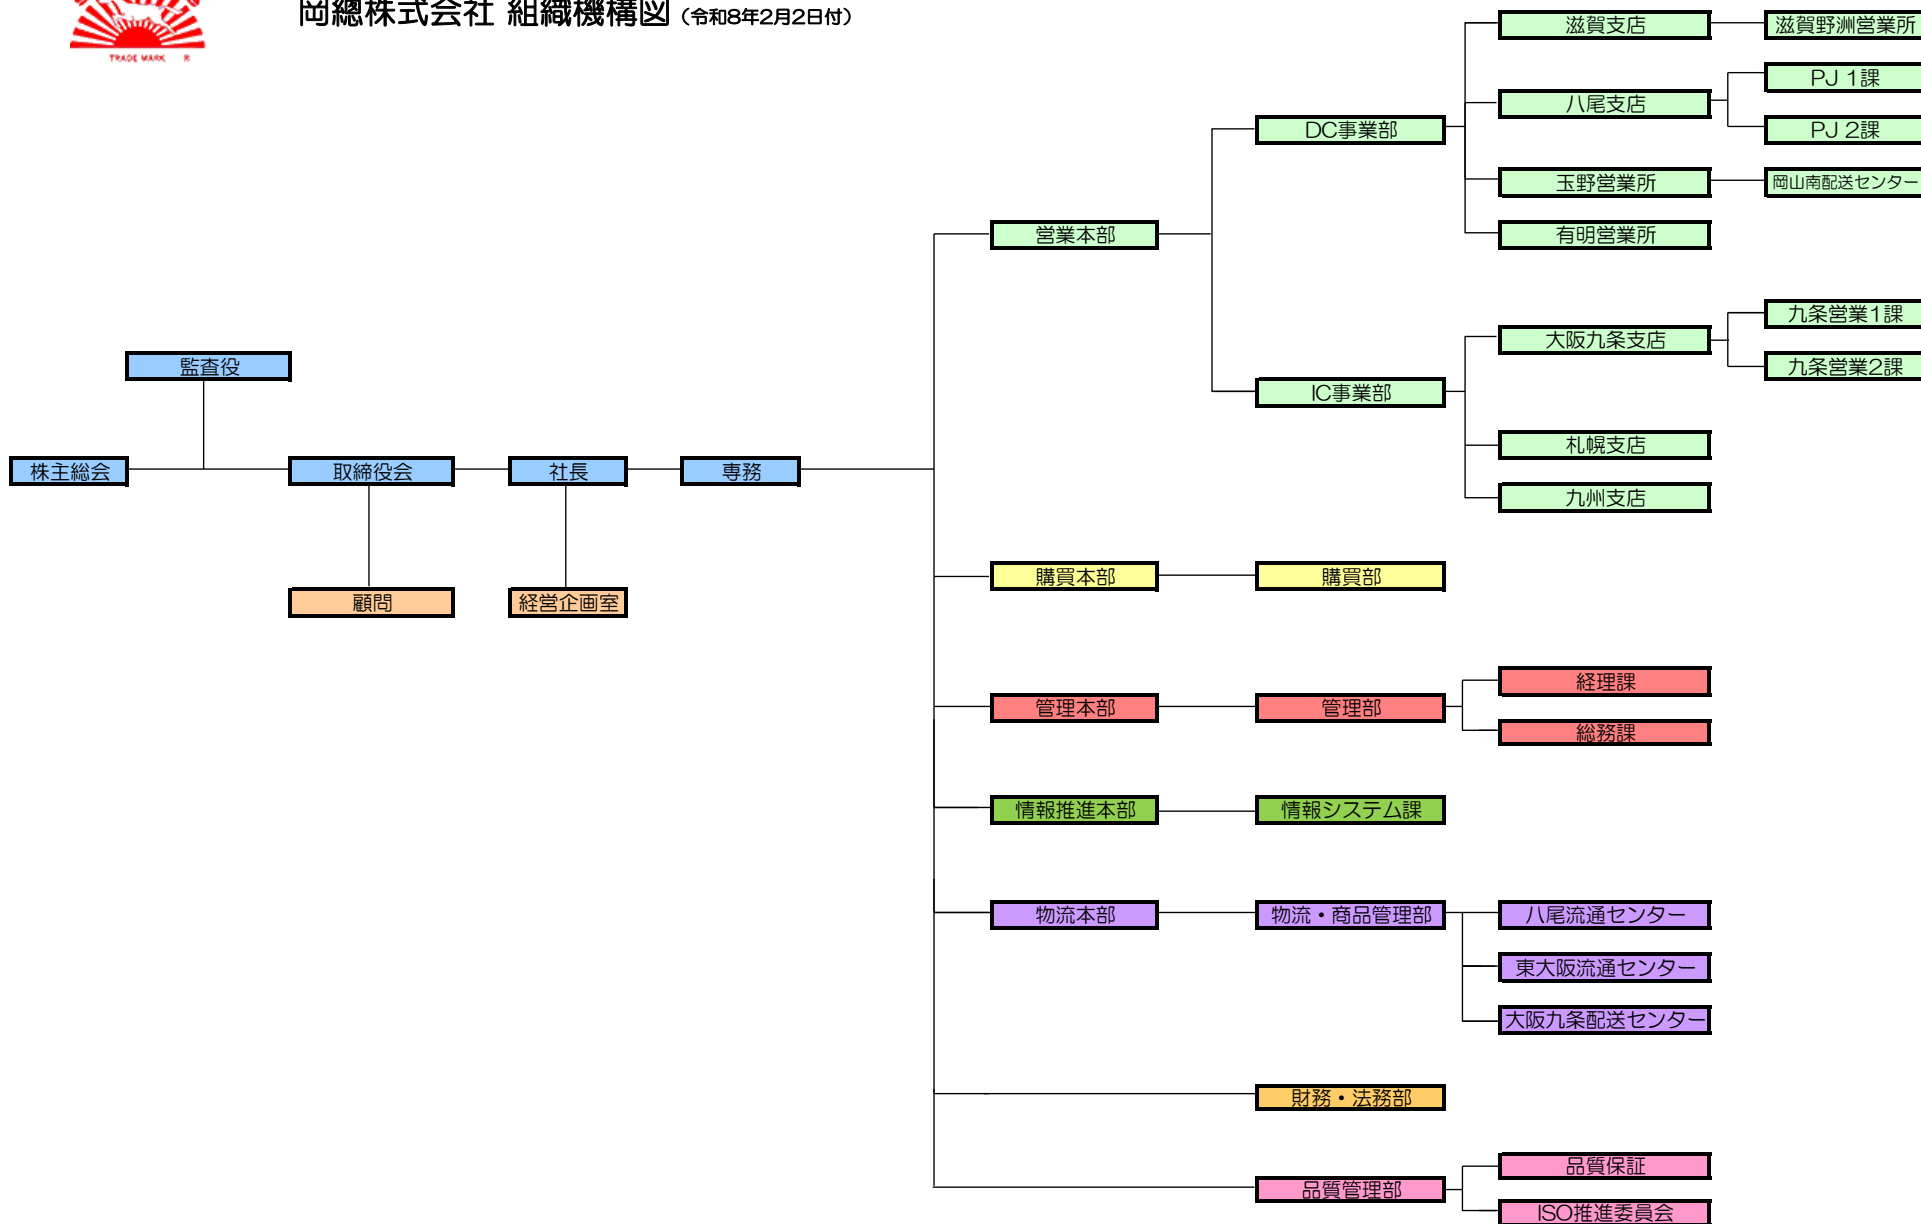 岡總株式会社 組織機構図（令和8年2月2日付）
TRADE MARK ®
滋賀支店
滋賀野洲営業所
PJ 1課
八尾支店
PJ 2課
DC事業部
玉野営業所
岡山南配送センター
営業本部
有明営業所
九条営業1課
大阪九条支店
九条営業2課
監査役
IC事業部
札幌支店
株主総会
取締役会
社長
専務
九州支店
購買本部
購買部
顧問
経営企画室
経理課
管理本部
管理部
総務課
情報推進本部
情報システム課
物流本部
物流・商品管理部
八尾流通センター
東大阪流通センター
大阪九条配送センター
財務・法務部
品質保証
品質管理部
ISO推進委員会